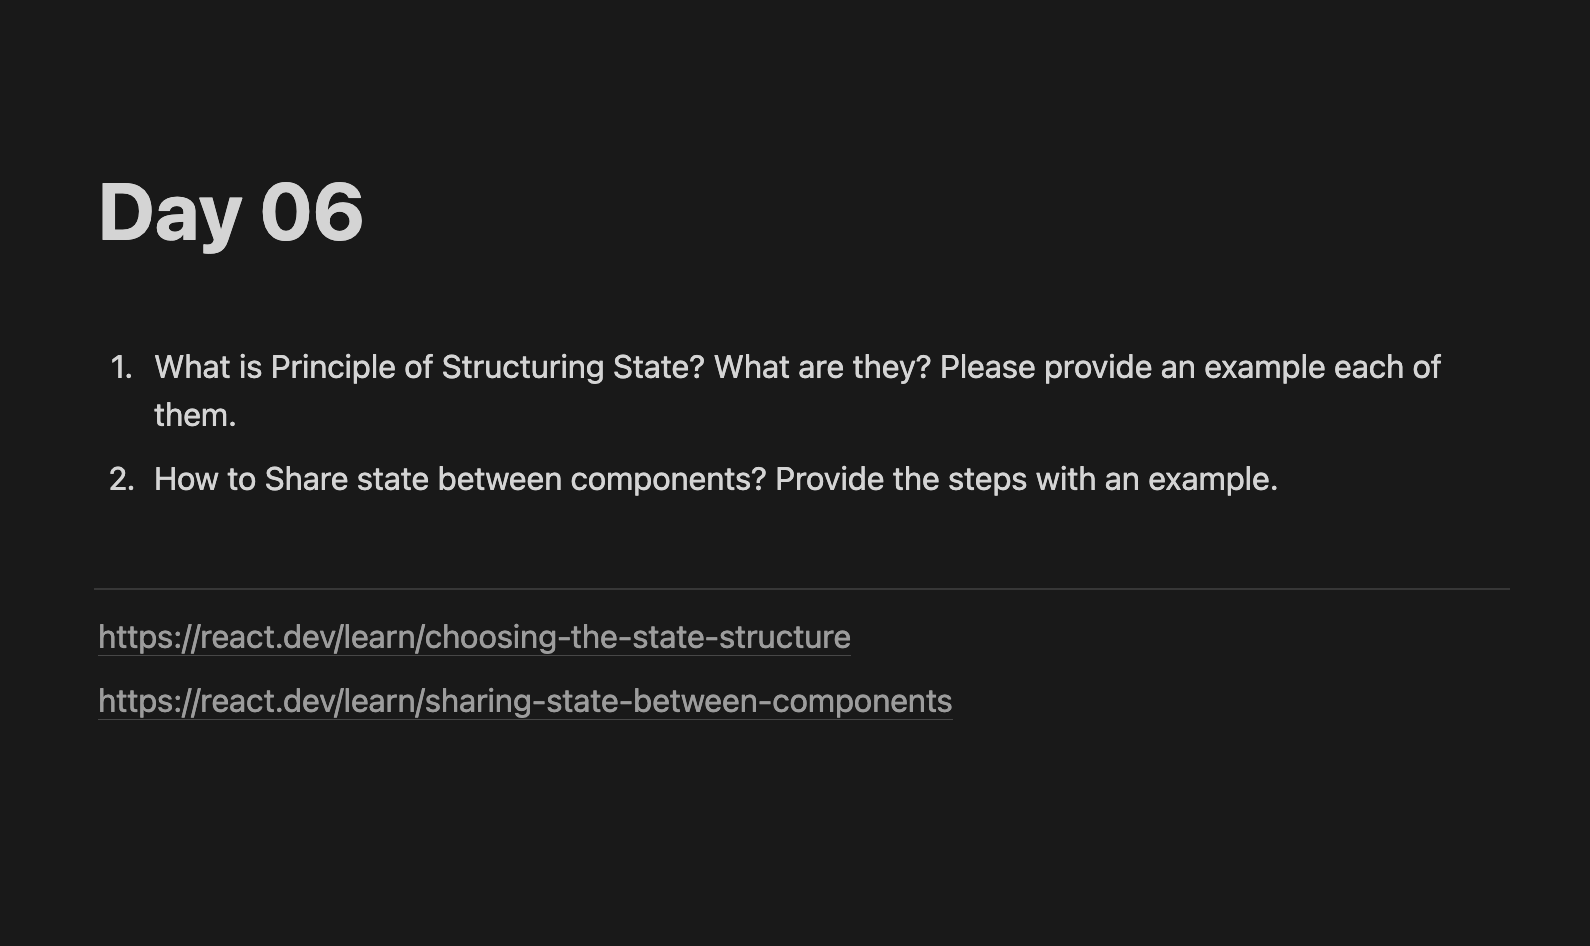 Day 06
1. What is Principle of Structuring State? What are they? Please provide an example each of
them.
2. How to Share state between components? Provide the steps with an example.
https://react.dev/learn/choosing-the-state-structure
https://react.dev/learn/sharing-state-between-components